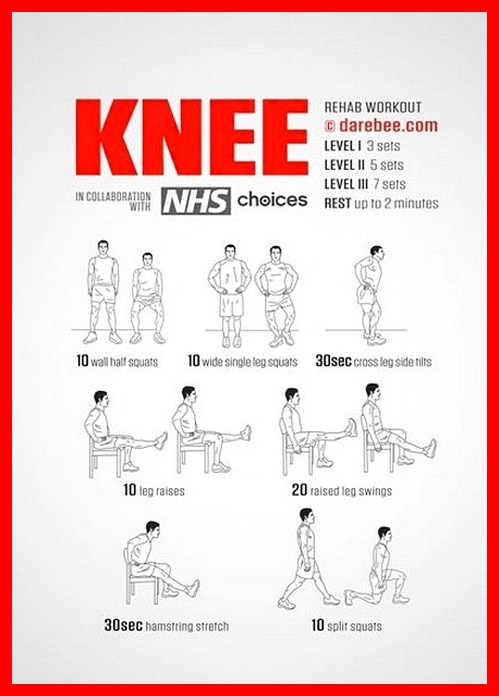 KNEE
REHAB WORKOUT
© darebee.com
LEVEL I 3 sets
LEVEL II 5 sets
LEVEL III 7 sets
REST up to 2 minutes
IN COLLABORATION
WITH
NHS choices
10 wall half squats
10 wide single leg squats
30sec cross leg side tilts
10 leg raises
20 raised leg swings
30sec hamstring stretch
10 split squats